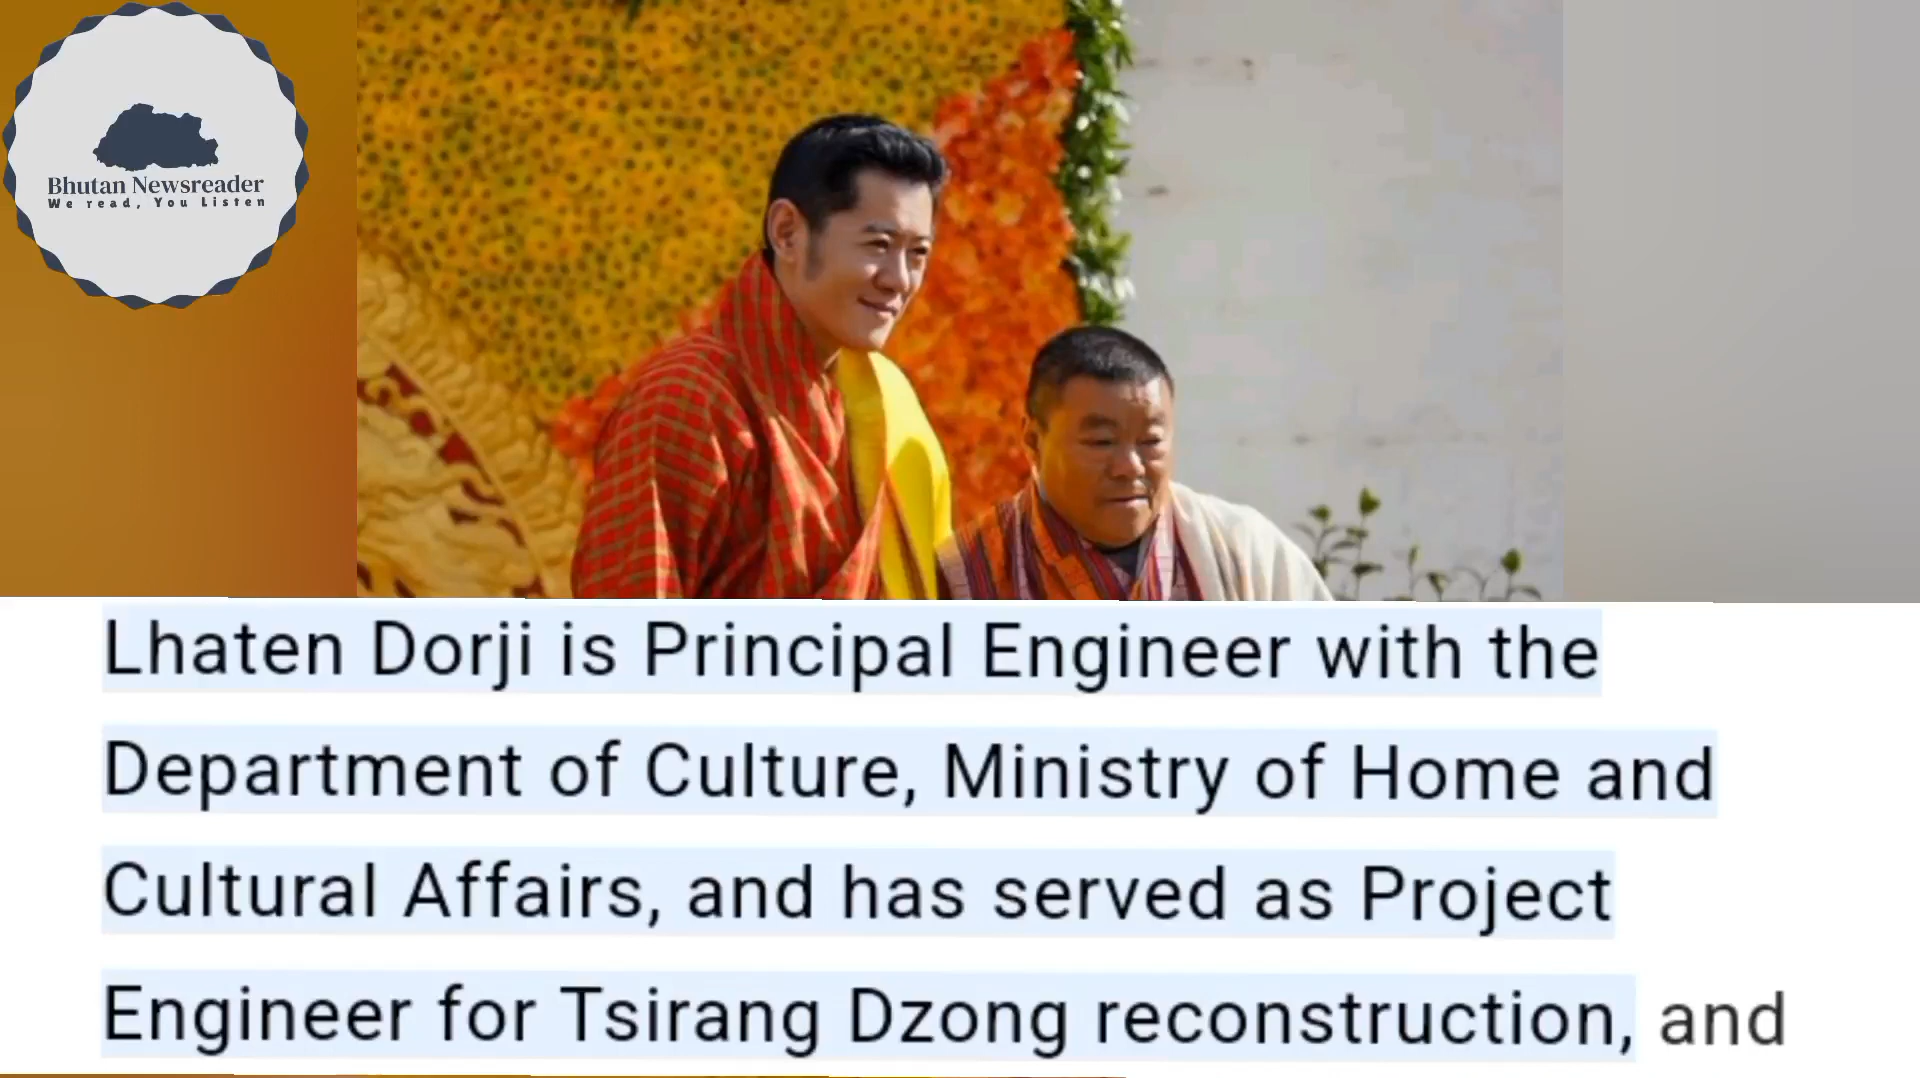 Bhutan Newsreader
We read, You Listen
Lhaten Dorji is Principal Engineer with the
Department of Culture, Ministry of Home and
Cultural Affairs, and has served as Project
Engineer for Tsirang Dzong reconstruction, and